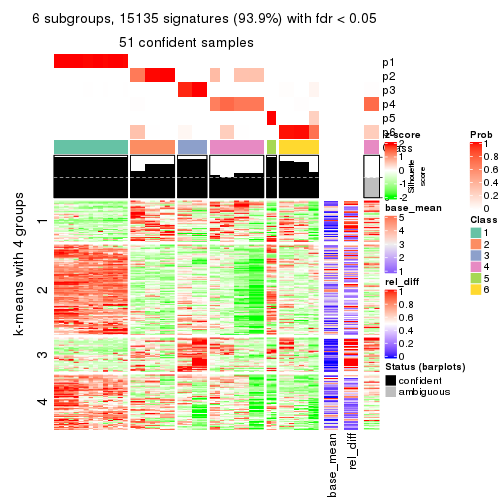 6 subgroups, 15135 signatures (93.9%) with fdr < 0.05
51 confident samples
p1
p2
p3
p4
p5
p6
Class
z-score
2
1
0
-1
-2
Silhouette
score
Prob
1
0.8
0.6
0.4
0.2
0
base_mean
5
4
3
2
1
Class
1
2
3
4
5
6
rel_diff
1
0.8
0.6
0.4
0.2
0
Status (barplots)
confident
ambiguous
k-means with 4 groups
1
2
3
4
base_mean
rel_diff